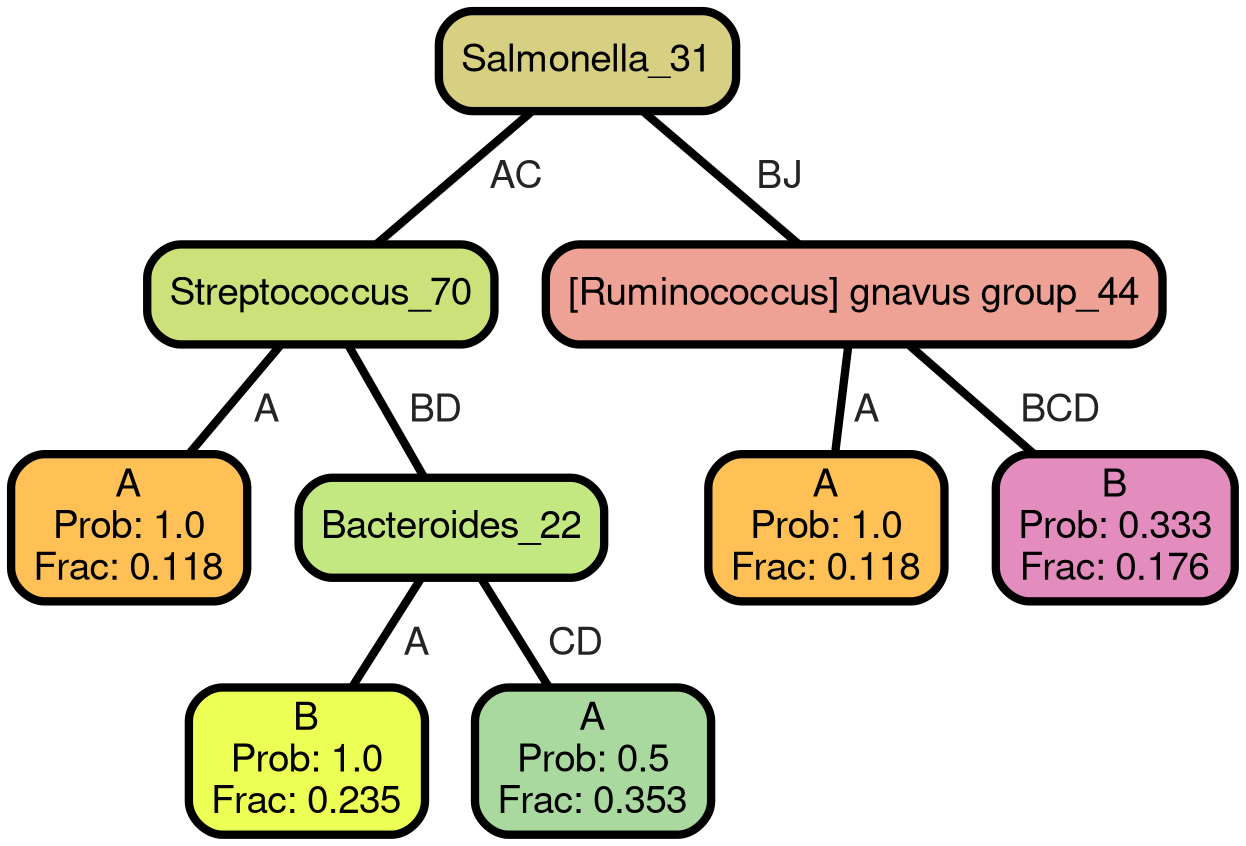 Salmonella_31
AC
BJ
Streptococcus_70
[Ruminococcus] gnavus group_44
A
BD
A
BCD
A
Prob: 1.0
Frac: 0.118
Bacteroides_22
A
Prob: 1.0
Frac: 0.118
B
Prob: 0.333
Frac: 0.176
A
CD
B
Prob: 1.0
Frac: 0.235
A
Prob: 0.5
Frac: 0.353